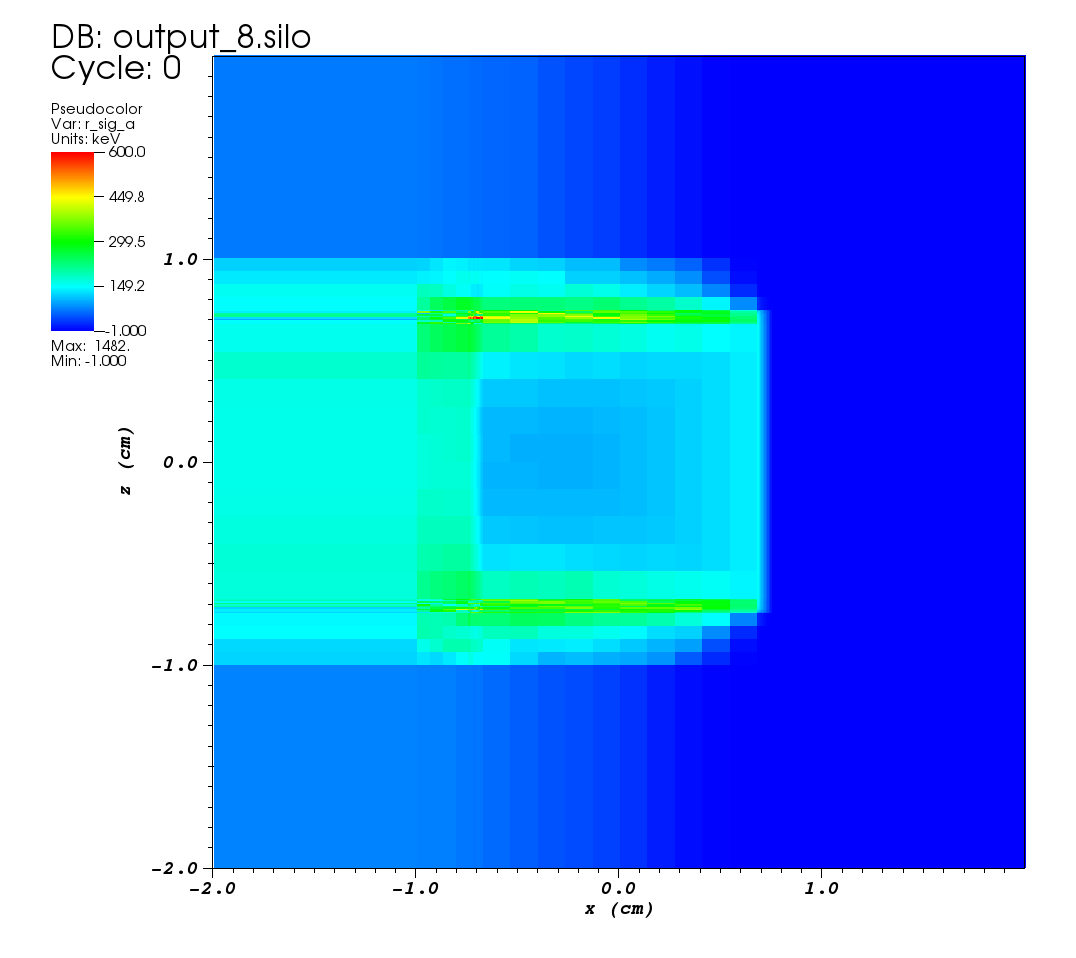 DB: output_8.silo
Cycle: 0
Pseudocolor
Var: r_sig_a
Units: keV
600.0
449.8
299.5
149.2
-1.000
Max: 1482.
Min: -1.000
1.0
0.0
-1.0
-2.0
z (cm)
-2.0 -1.0 0.0 1.0
x (cm)